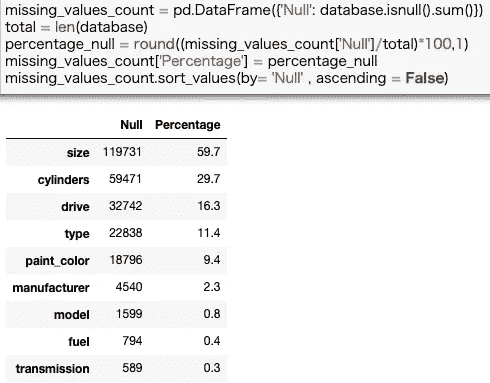 missing_values_count = pd.DataFrame({'Null': database.isnull().sum()})
total = len(database)
percentage_null = round((missing_values_count['Null']/total)*100,1)
missing_values_count['Percentage'] = percentage_null
missing_values_count.sort_values(by= 'Null' , ascending = False)
Null Percentage
size 119731 59.7
cylinders 59471 29.7
drive 32742 16.3
type 22838 11.4
paint_color 18796 9.4
manufacturer 4540 2.3
model 1599 0.8
fuel 794 0.4
transmission 589 0.3